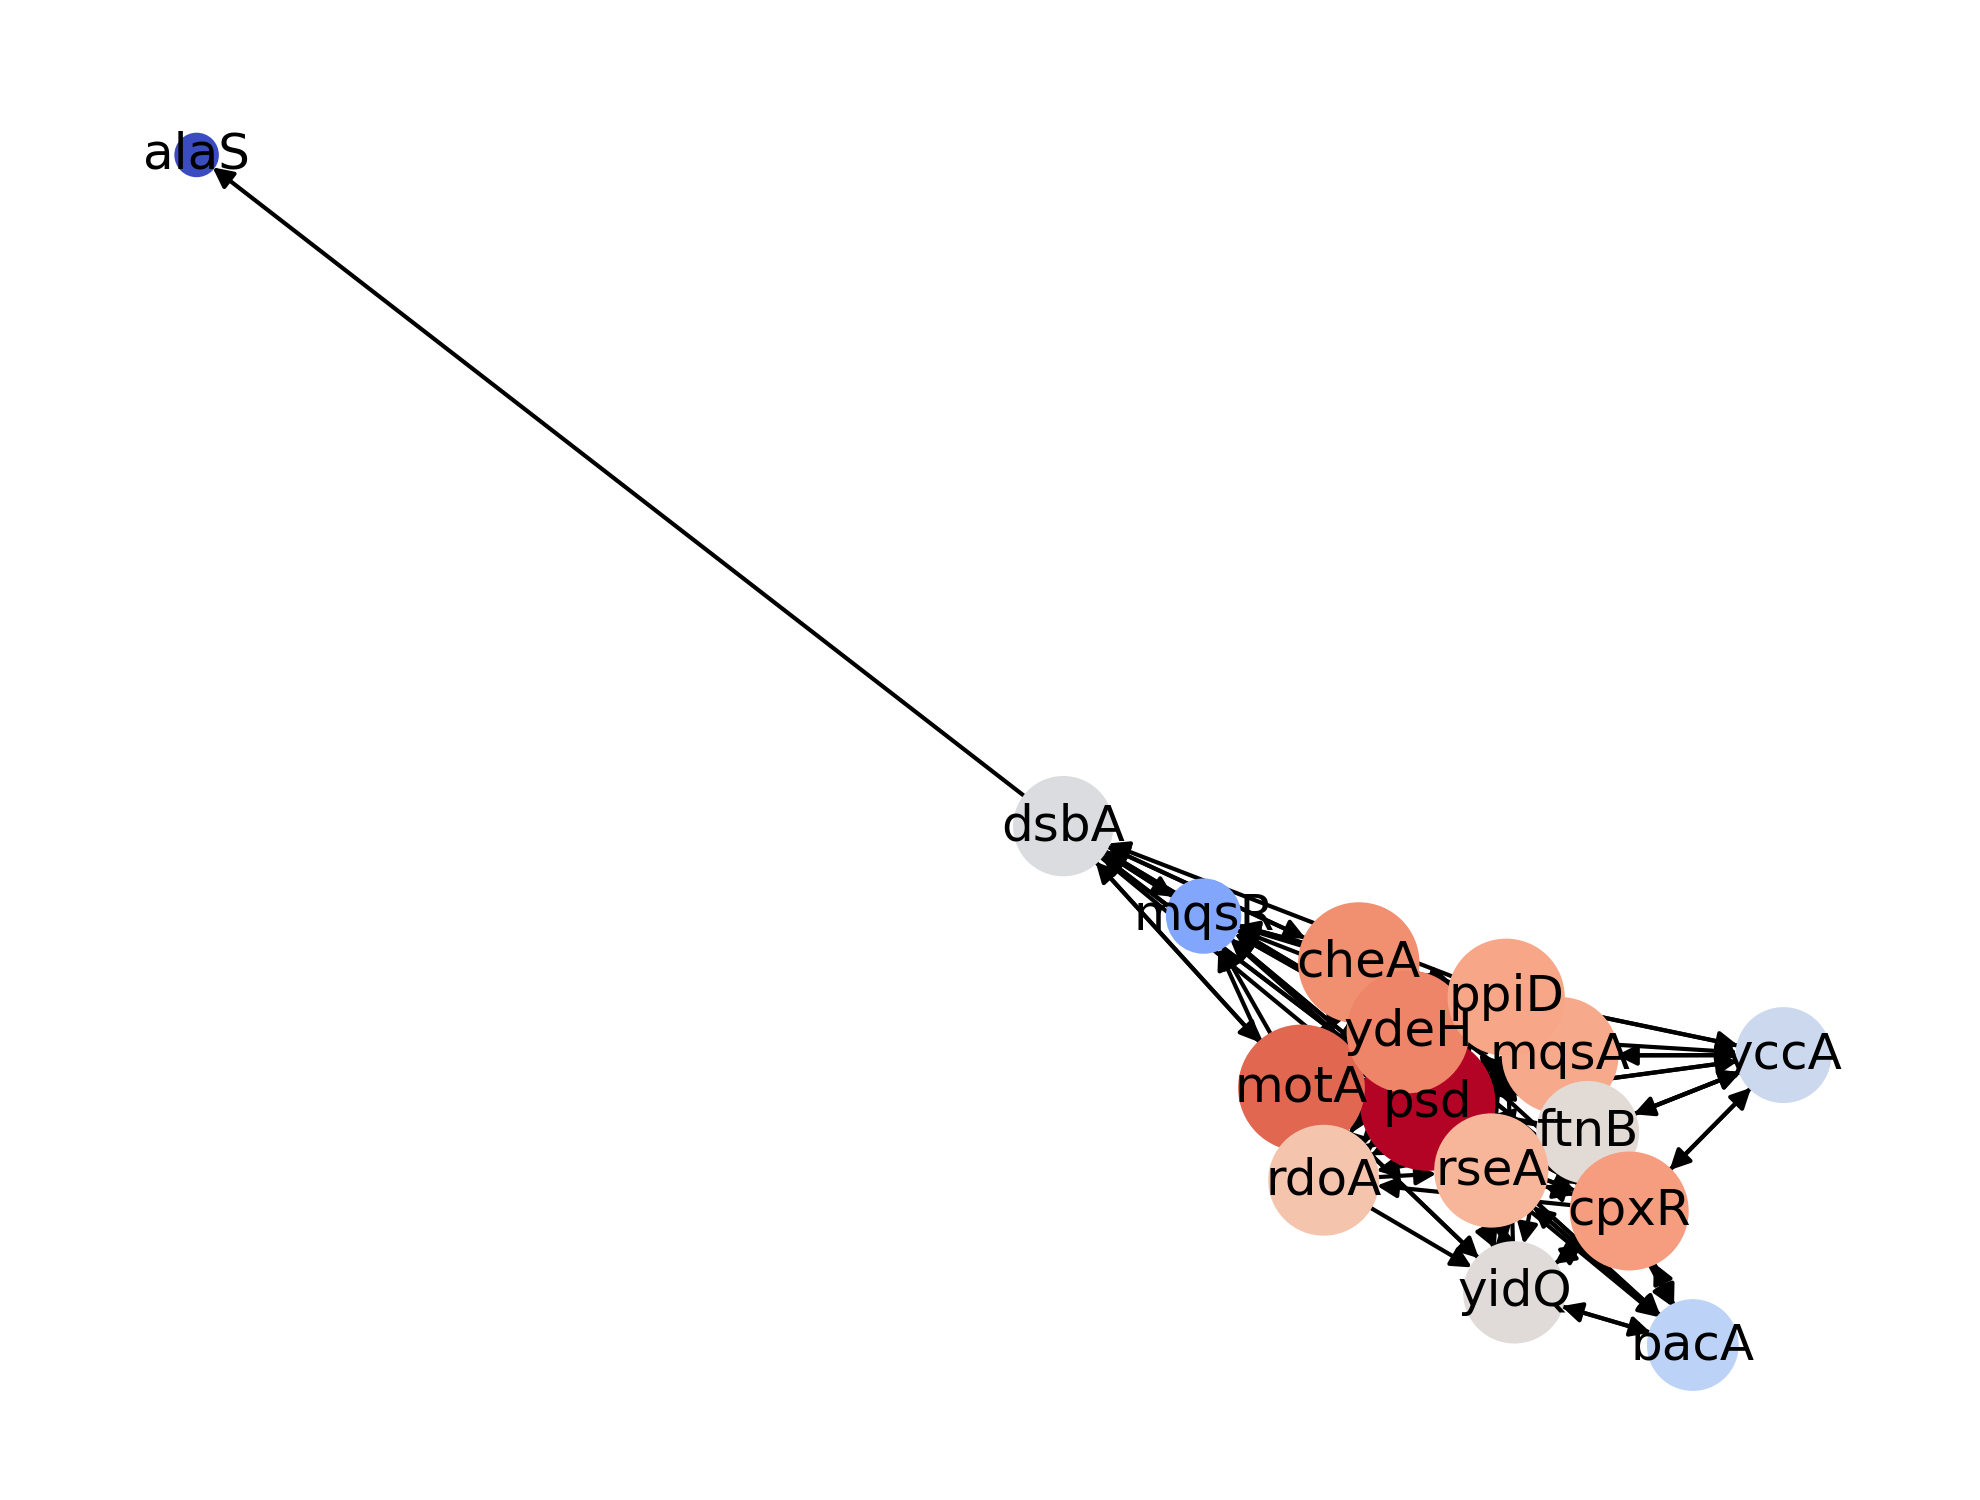 alaS
dsbA
mqsR
cheA
ppiD
ydeH
mqsA
yccA
motA
psd
ftnB
rdoA
rseA
cpxR
yidQ
bacA